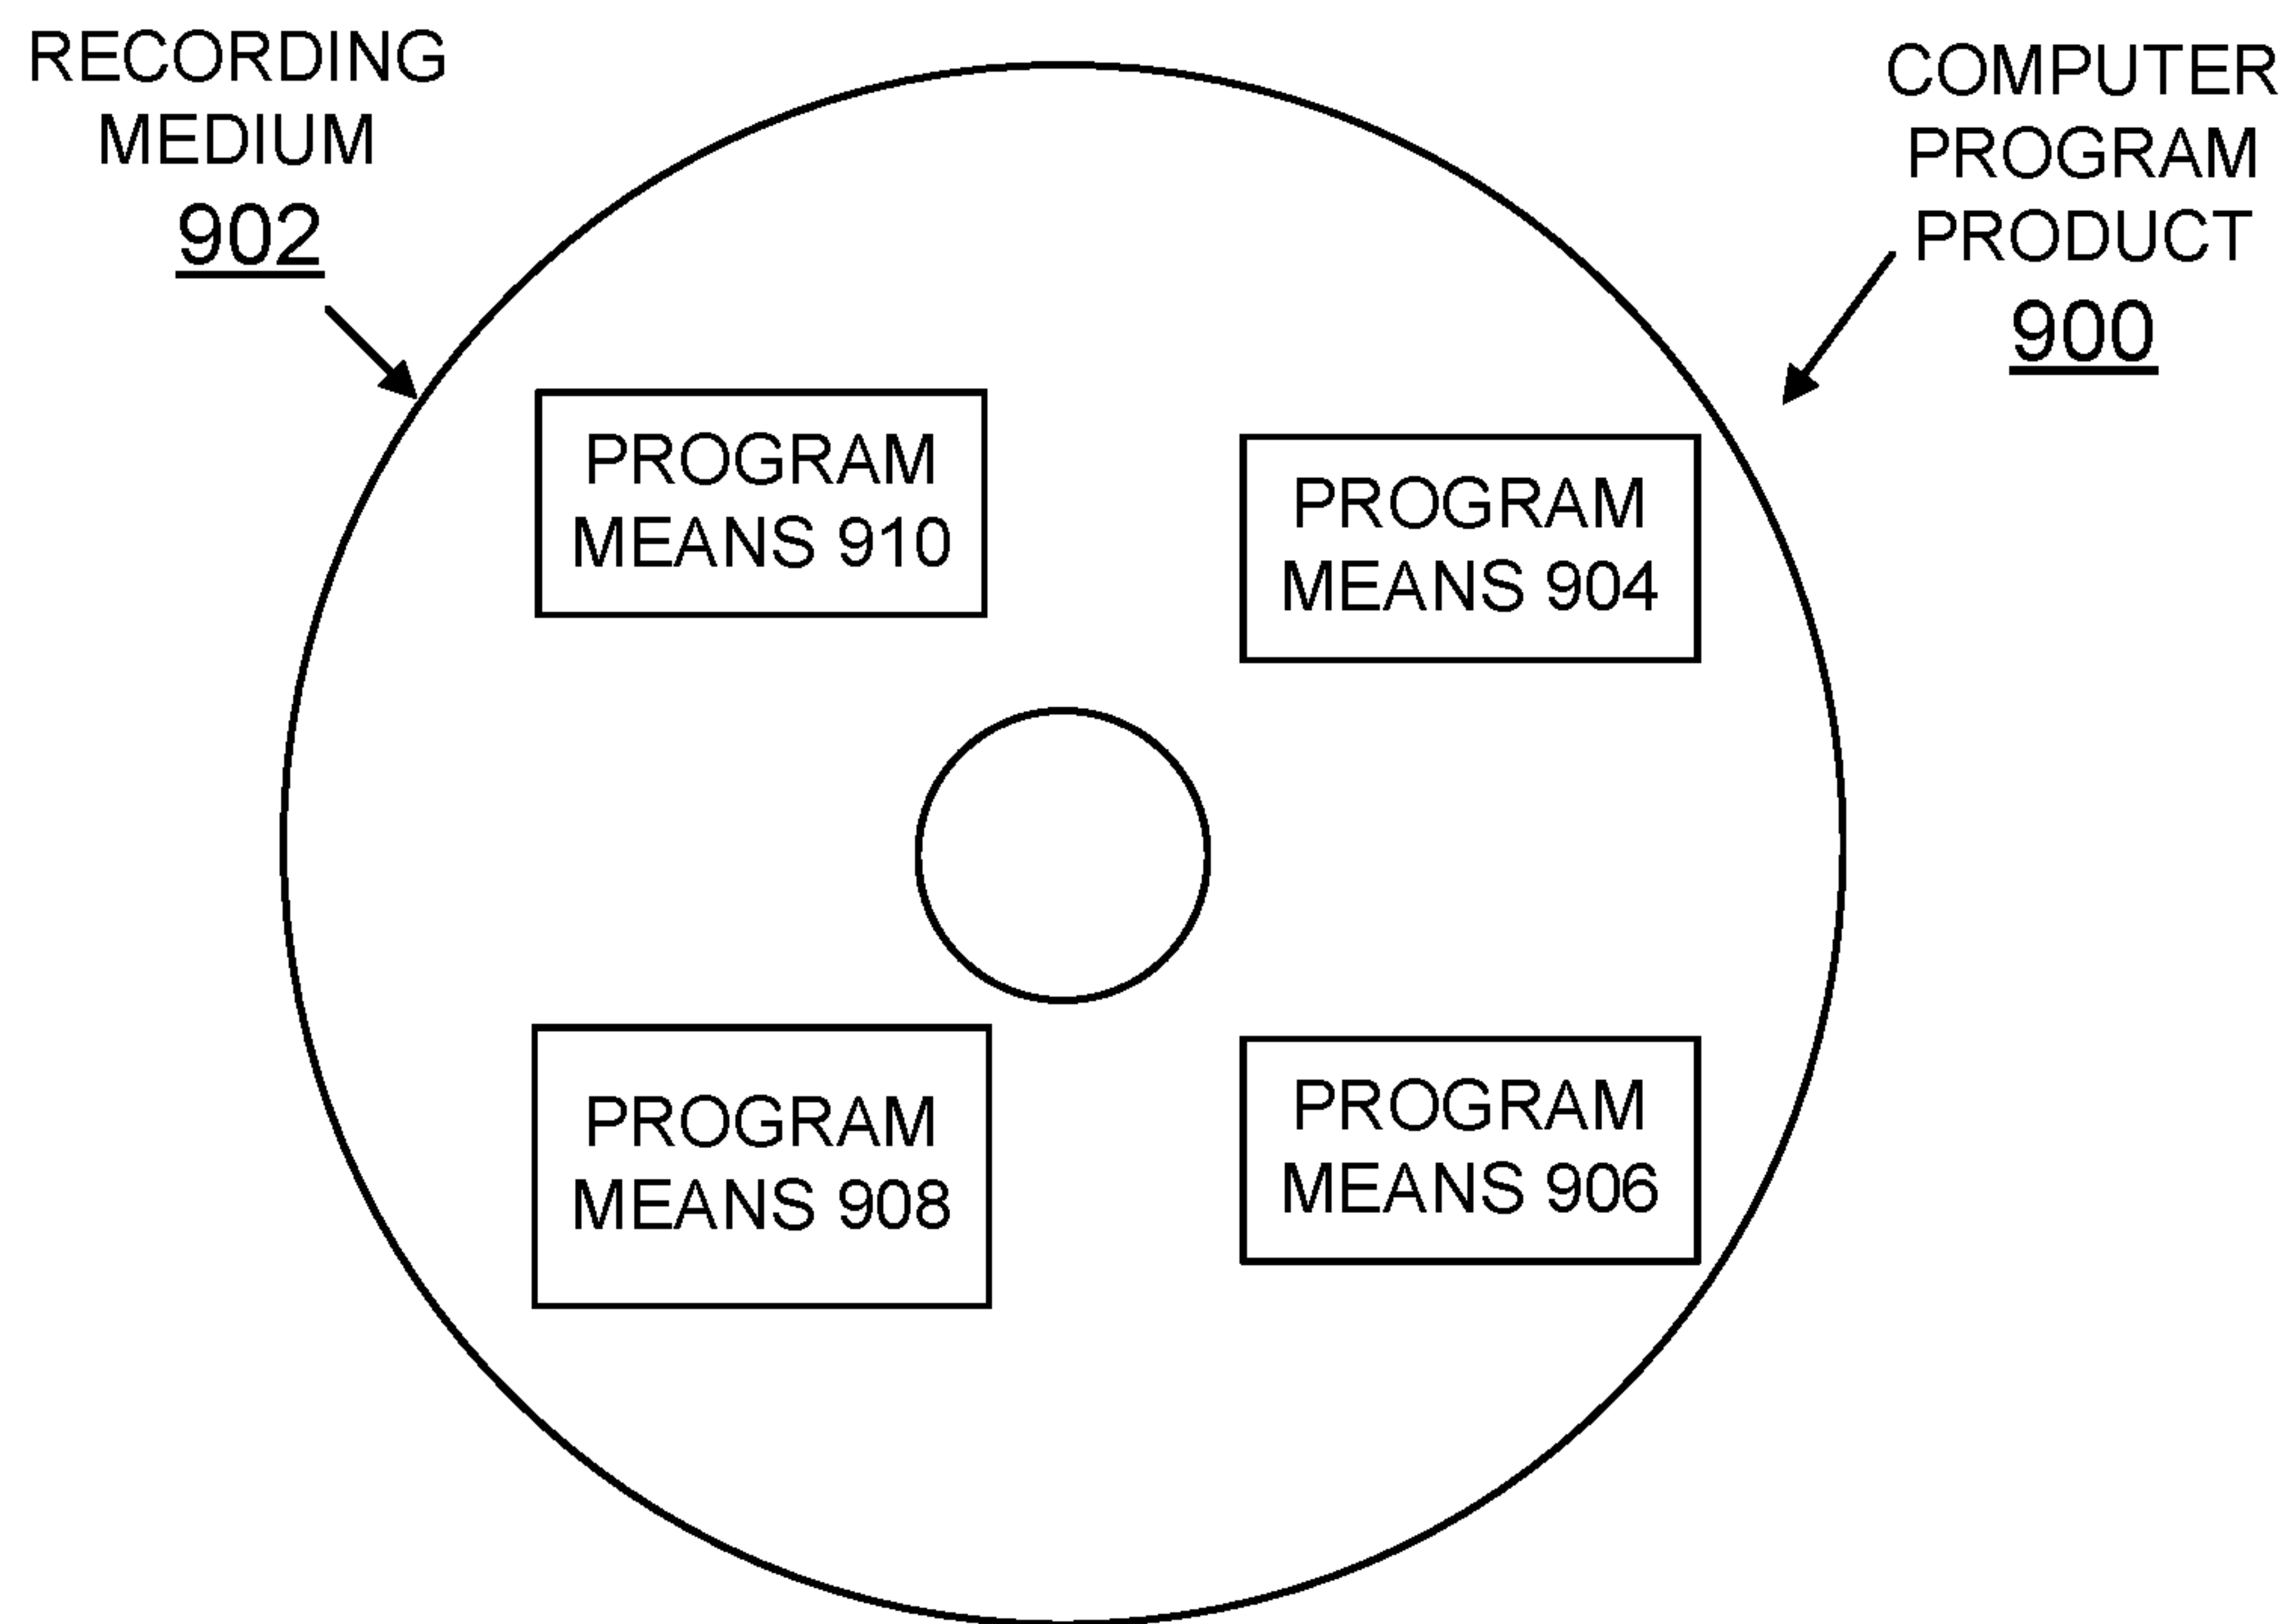 RECORDING
MEDIUM
902
COMPUTER
PROGRAM
PRODUCT
900
PROGRAM
MEANS 910
PROGRAM
MEANS 904
PROGRAM
MEANS 908
PROGRAM
MEANS 906